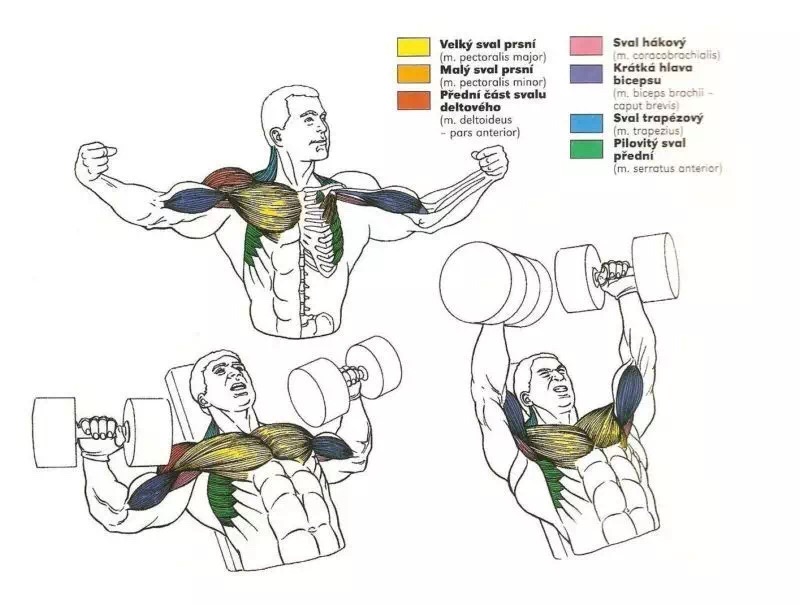 Velký sval prsní
(m. pectoralis major)
Malý sval prsní
(m. pectoralis minor)
Přední část svalu
deltového
(m. deltoideus
– pars anterior)
Sval hákový
(m. coracobrachialis)
Krátká hlava
bicepsu
(m. biceps brachii –
caput brevis)
Sval trapézový
(m. trapezius)
Pilovitý sval
přední
(m. serratus anterior)